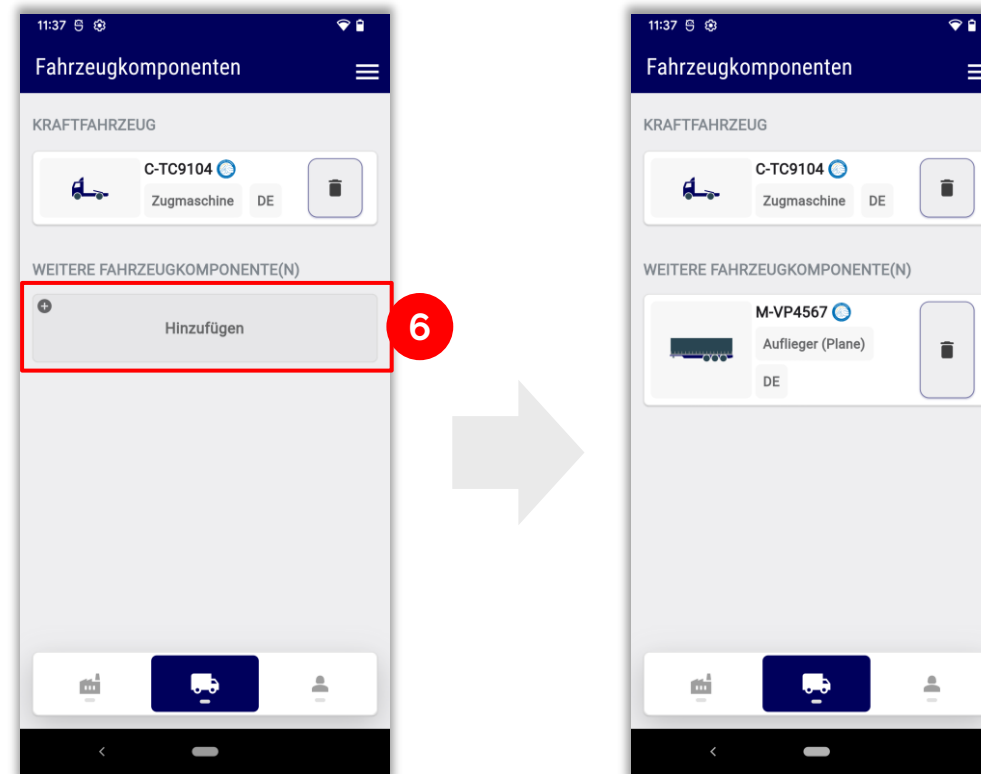 11:37
Fahrzeugkomponenten
KRAFTFAHRZEUG
C-TC9104
Zugmaschine DE
WEITERE FAHRZEUGKOMPONENTE(N)
Hinzufügen
6
11:37
Fahrzeugkomponenten
KRAFTFAHRZEUG
C-TC9104
Zugmaschine DE
WEITERE FAHRZEUGKOMPONENTE(N)
M-VP4567
Auflieger (Plane)
DE